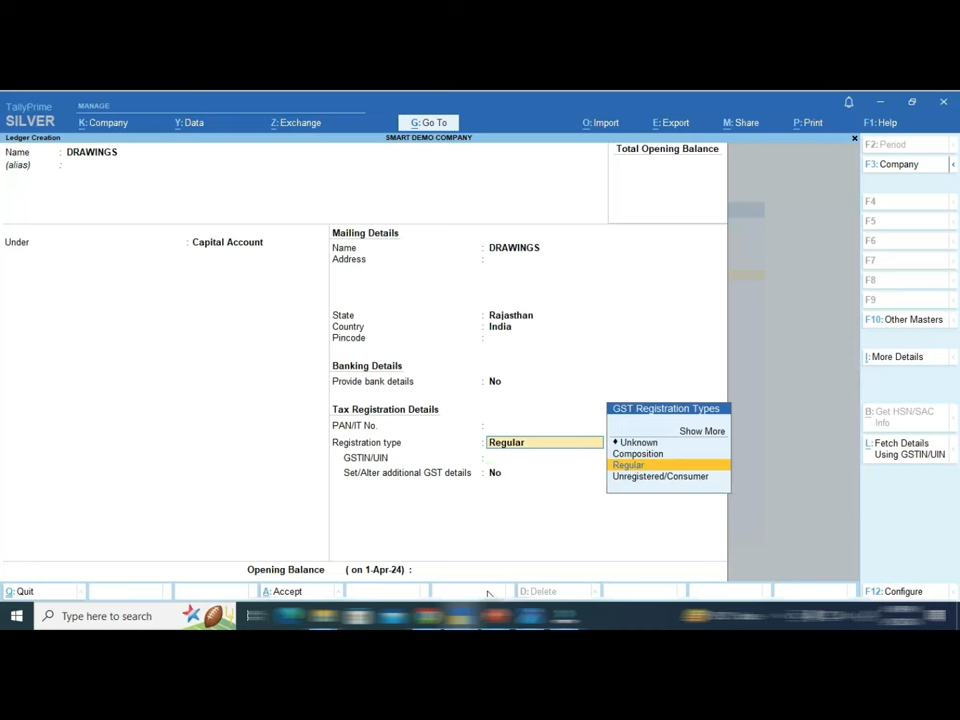 TallyPrime
MANAGE
SILVER
K: Company
Y: Data
Z: Exchange
G: Go To
O: Import
E: Export
M: Share
P: Print
F1: Help
Ledger Creation
SMART DEMO COMPANY
Name : DRAWINGS
(alias) :
Total Opening Balance
Under : Capital Account
Mailing Details
Name : DRAWINGS
Address :
State : Rajasthan
Country : India
Pincode :
Banking Details
Provide bank details : No
Tax Registration Details
PAN/IT No. :
Registration type : Regular
GSTIN/UIN :
Set/Alter additional GST details : No
GST Registration Types
Show More
♦ Unknown
Composition
Regular
Unregistered/Consumer
Opening Balance ( on 1-Apr-24) :
F2: Period
F3: Company
F4
F5
F6
F7
F8
F9
F10: Other Masters
I: More Details
B: Get HSN/SAC
Info
L: Fetch Details
Using GSTIN/UIN
Q: Quit
A: Accept
D: Delete
F12: Configure
Type here to search